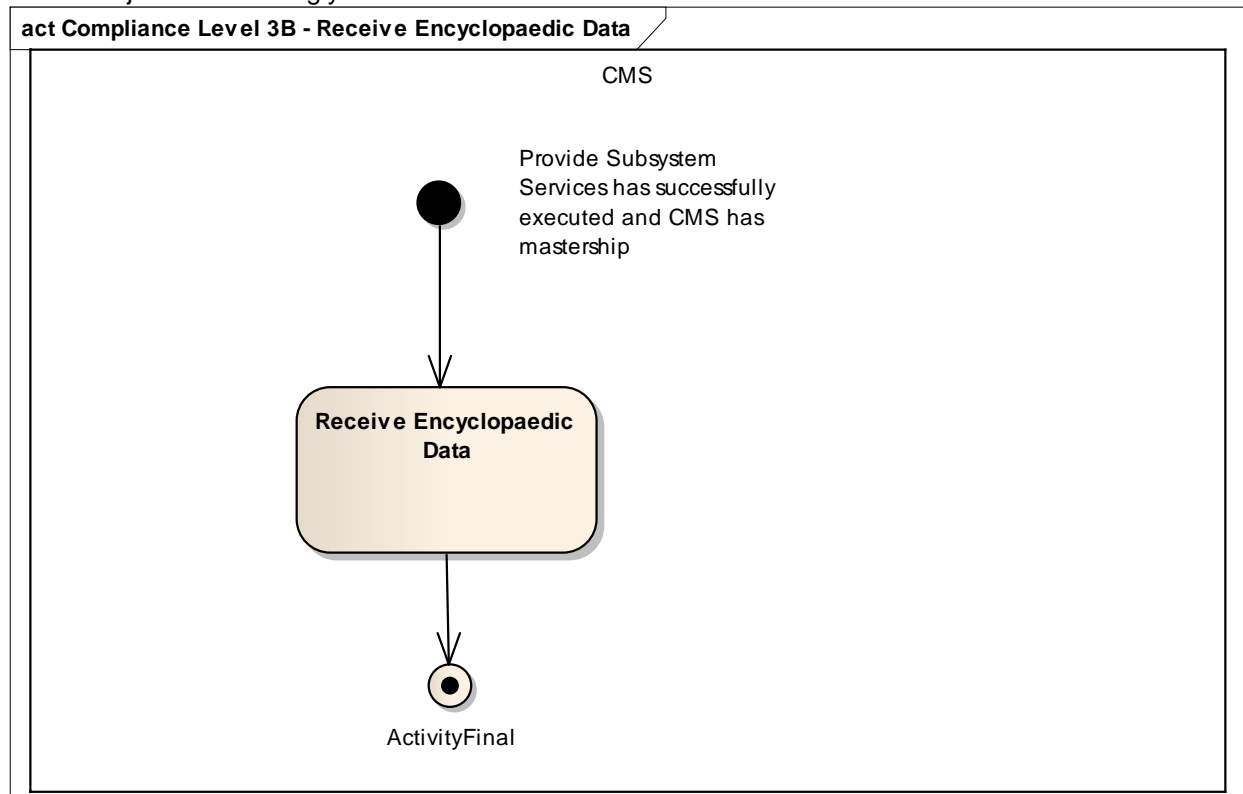 act Compliance Level 3B - Receive Encyclopaedic Data
CMS
Provide Subsystem
Services has successfully
executed and CMS has
mastership
Receive Encyclopaedic
Data
ActivityFinal